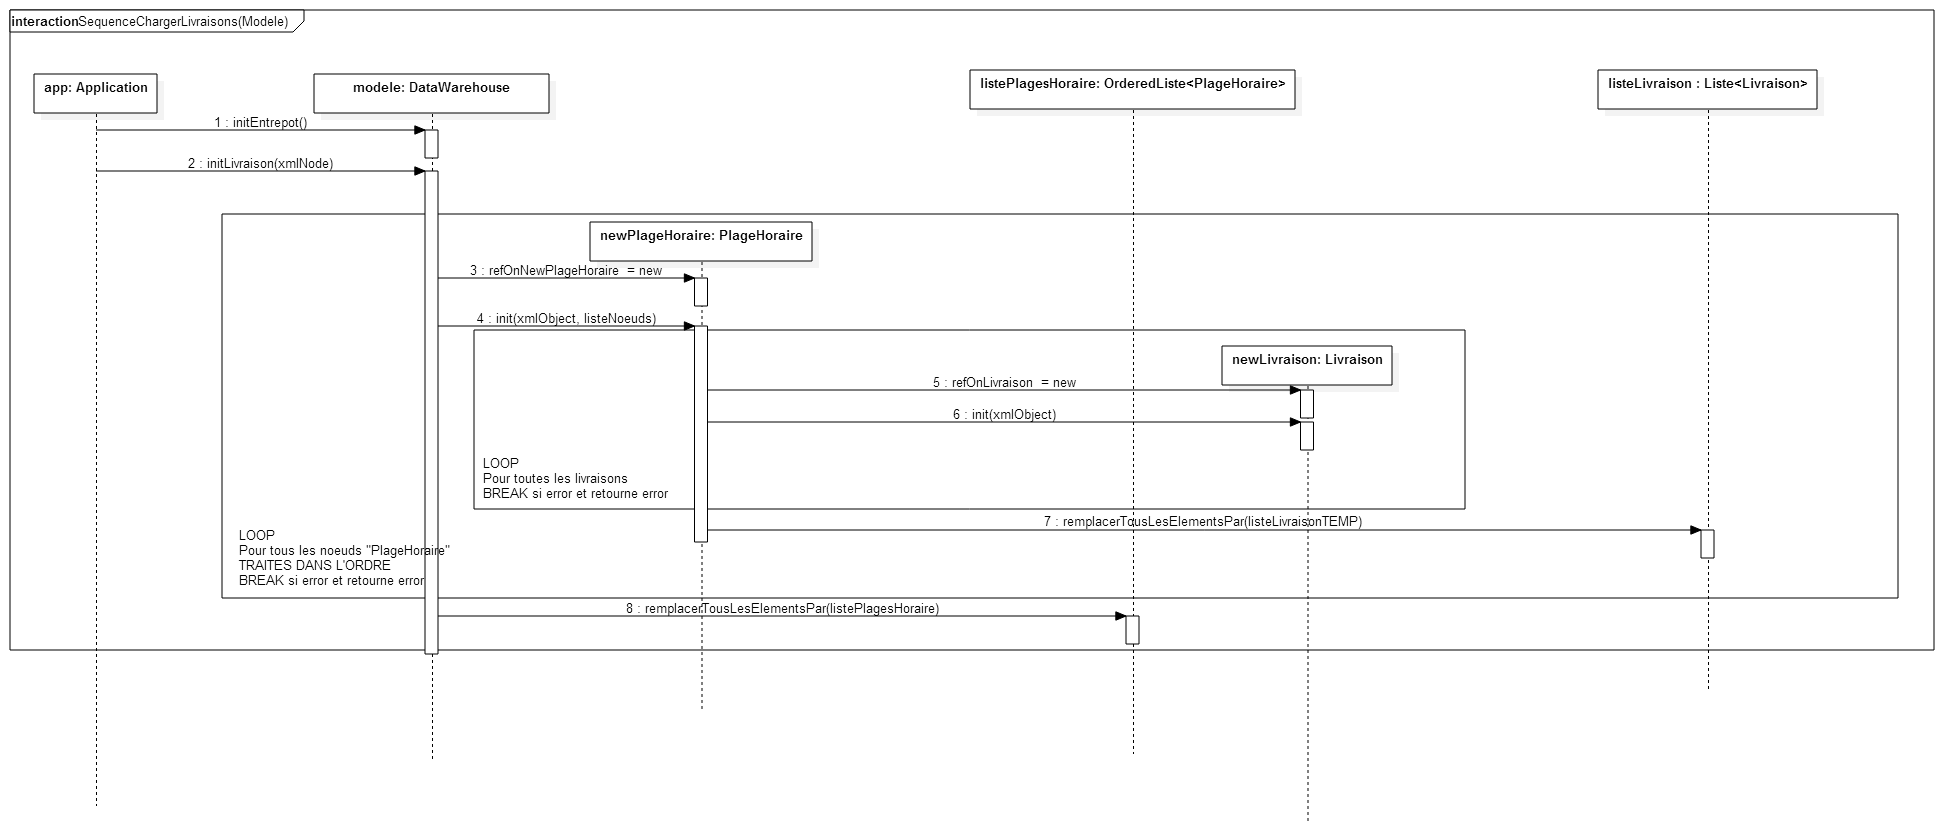 interactionSequenceChargerLivraisons(Modele)
app: Application
modele: DataWarehouse
listePlagesHoraire: OrderedListe<PlageHoraire>
listeLivraison : Liste<Livraison>
1 : initEntrepot()
2 : initLivraison(xmlNode)
newPlageHoraire: PlageHoraire
3 : refOnNewPlageHoraire  = new
4 : init(xmlObject, listeNoeuds)
newLivraison: Livraison
5 : refOnLivraison  = new
6 : init(xmlObject)
LOOP
Pour toutes les livraisons
BREAK si error et retourne error
7 : remplacerTousLesElementsPar(listeLivraisonTEMP)
LOOP
Pour tous les noeuds "PlageHoraire"
TRAITES DANS L'ORDRE
BREAK si error et retourne error
8 : remplacerTousLesElementsPar(listePlagesHoraire)